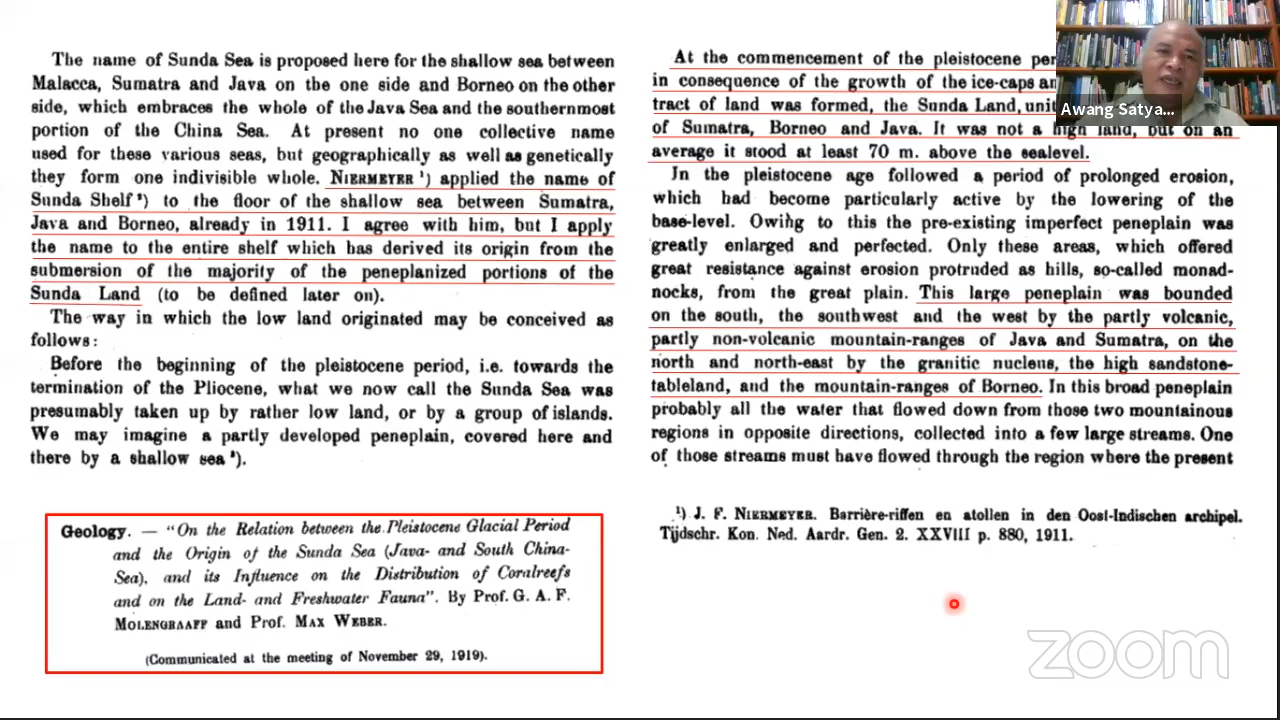 The name of Sunda Sea is proposed here for the shallow sea between
Malacca, Sumatra and Java on the one side and Borneo on the other
side, which embraces the whole of the Java Sea and the southernmost
portion of the China Sea. At present no one collective name
used for these various seas, but geographically as well as genetically
they form one indivisible whole. NIERMEYER ¹) applied the name of
Sunda Shelf ²) to the floor of the shallow sea between Sumatra,
Java and Borneo, already in 1911. I agree with him, but I apply
the name to the entire shelf which has derived its origin from the
submersion of the majority of the peneplanized portions of the
Sunda Land (to be defined later on).
The way in which the low land originated may be conceived as
follows:
Before the beginning of the pleistocene period, i.e. towards the
termination of the Pliocene, what we now call the Sunda Sea was
presumably taken up by rather low land, or by a group of islands.
We may imagine a partly developed peneplain, covered here and
there by a shallow sea ³).
Geology. — "On the Relation between the Pleistocene Glacial Period
and the Origin of the Sunda Sea (Java- and South China-
Sea), and its Influence on the Distribution of Coralreefs
and on the Land- and Freshwater Fauna". By Prof. G. A. F.
MOLENGRAAFF and Prof. MAX WEBER.
(Communicated at the meeting of November 29, 1919).
At the commencement of the pleistocene per
in consequence of the growth of the ice-caps an
tract of land was formed, the Sunda Land, unit
of Sumatra, Borneo and Java. It was not a high land, but on an
average it stood at least 70 m. above the sealevel.
In the pleistocene age followed a period of prolonged erosion,
which had become particularly active by the lowering of the
base-level. Owing to this the pre-existing imperfect peneplain was
greatly enlarged and perfected. Only these areas, which offered
great resistance against erosion protruded as hills, so-called monad-
nocks, from the great plain. This large peneplain was bounded
on the south, the southwest and the west by the partly volcanic,
partly non-volcanic mountain-ranges of Java and Sumatra, on the
north and north-east by the granitic nucleus, the high sandstone-
tableland, and the mountain-ranges of Borneo. In this broad peneplain
probably all the water that flowed down from those two mountainous
regions in opposite directions, collected into a few large streams. One
of those streams must have flowed through the region where the present
¹) J. F. NIERMEYER. Barrière-riffen en atollen in den Oost-Indischen archipel.
Tijdschr. Kon. Ned. Aardr. Gen. 2. XXVIII p. 880, 1911.
Awang Satya...
zoom